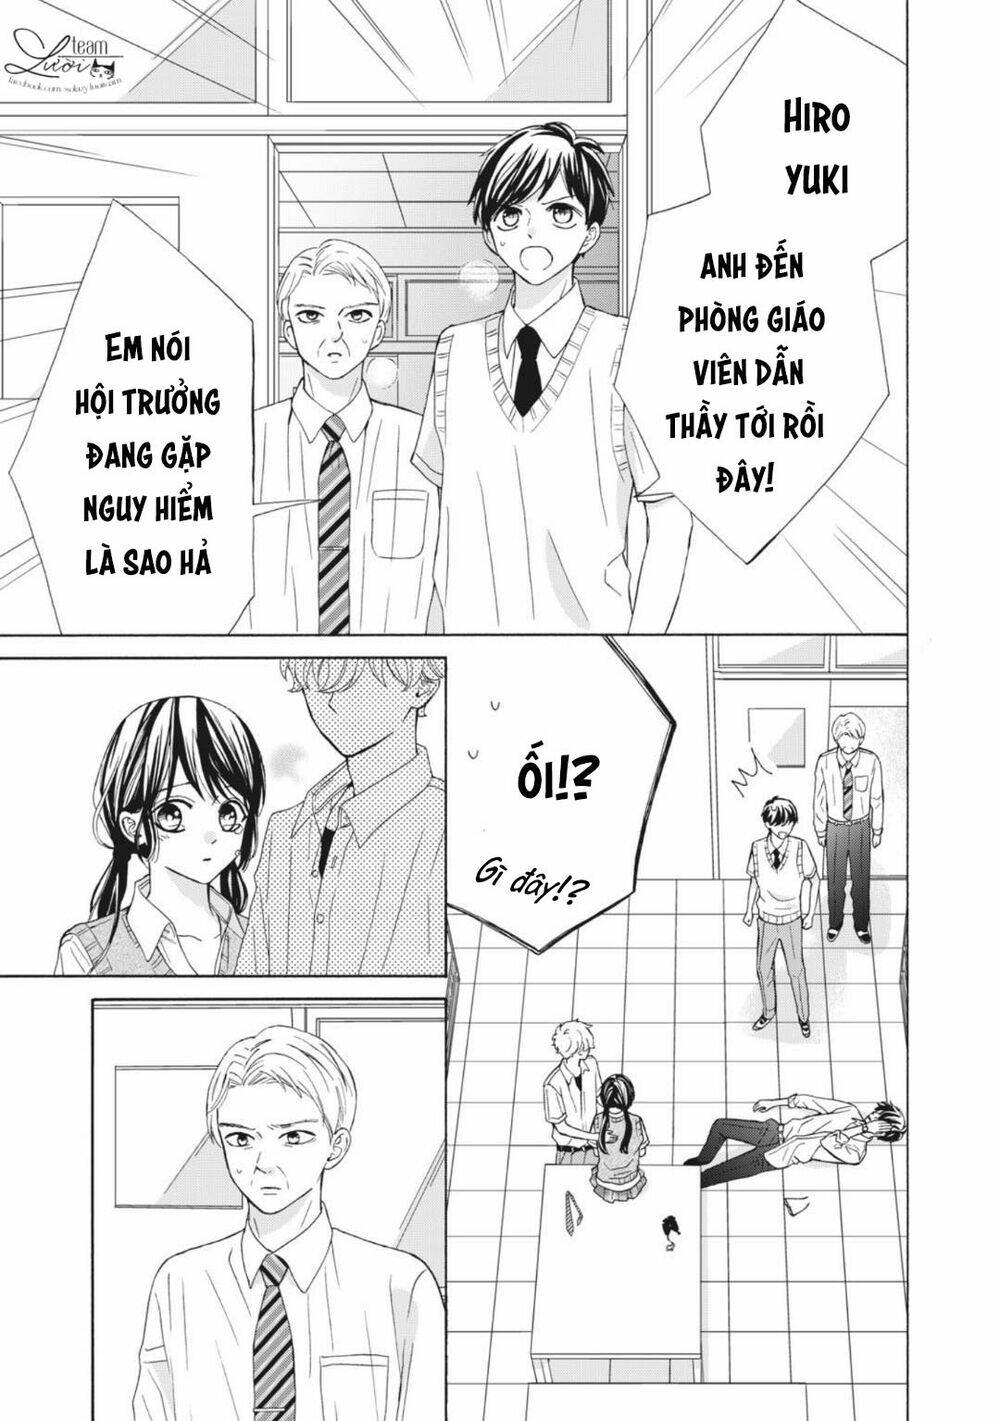 HIRO
YUKI
ANH ĐẾN
PHÒNG GIÁO
VIÊN DẪN
THẦY TỚI RỒI
ĐÂY!
EM NÓI
HỘI TRƯỞNG
ĐANG GẶP
NGUY HIỂM
LÀ SAO HẢ
ỐI!?
Gì đây!?
team
Lười